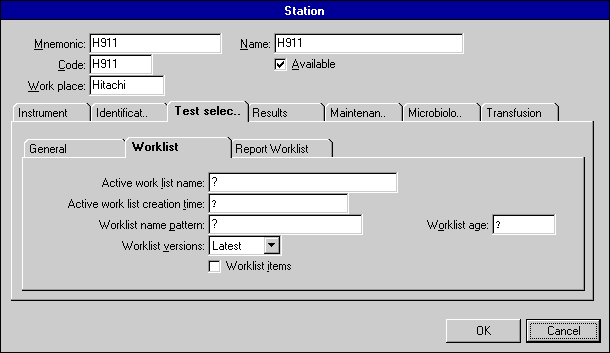 Station
Mnemonic: H911 Name: H911
Code: H911 Available
Work place: Hitachi
Instrument Identificat.. Test selec.. Results Maintenan.. Microbiolo.. Transfusion
General Worklist Report Worklist
Active work list name: ?
Active work list creation time: ?
Worklist name pattern: ? Worklist age: ?
Worklist versions: Latest
Worklist items
OK Cancel